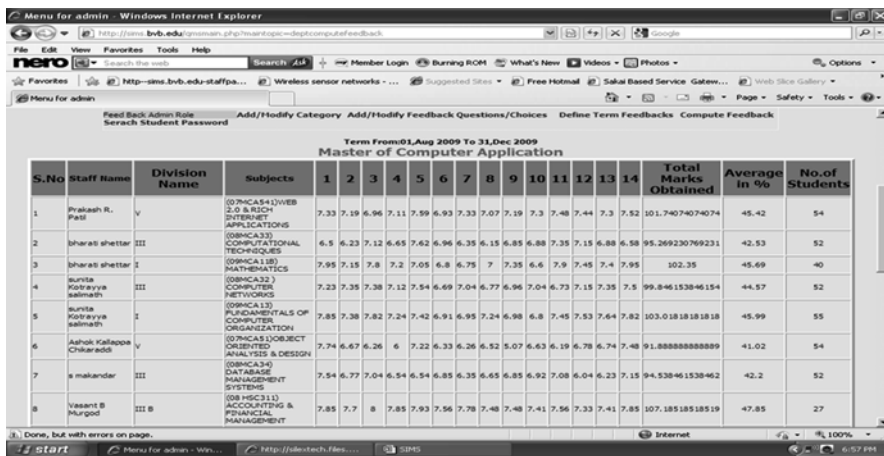 Menu for admin - Windows Internet Explorer
http://sims.bvb.edu/qmismain.php?maintopic=deptcomputefeedback
Google
File Edit View Favorites Tools Help
nero Search the web Search Ask Member Login Burning ROM What's New Videos Photos Options
Favorites http--sims.bvb.edu-staffpa... Wireless sensor networks - ... Suggested Sites Free Hotmail Sakai Based Service Gatew... Web Slice Gallery
Menu for admin Page Safety Tools
Feed Back Admin Role Add/Modify Category Add/Modify Feedback Questions/Choices Define Term Feedbacks Compute Feedback
Serach Student Password
Term From:01,Aug 2009 To 31,Dec 2009
Master of Computer Application
S.No Staff Name Division Name Subjects 1 2 3 4 5 6 7 8 9 10 11 12 13 14 Total Marks Obtained Average in % No.of Students
1 Prakash R. Patil V (07MCA541)WEB 2.0 & RICH INTERNET APPLICATIONS 7.33 7.19 6.96 7.11 7.59 6.93 7.33 7.07 7.19 7.3 7.48 7.44 7.3 7.52 101.74074074074 45.42 54
2 bharati shettar III (08MCA33) COMPUTATIONAL TECHNIQUES 6.5 6.23 7.12 6.65 7.62 6.96 6.35 6.15 6.85 6.88 7.35 7.15 6.88 6.58 95.269230769231 42.53 52
3 bharati shettar I (09MCA11B) MATHEMATICS 7.95 7.15 7.8 7.2 7.05 6.8 6.75 7 7.35 6.6 7.9 7.45 7.4 7.95 102.35 45.69 40
4 sunita Kotrayya salimath III (08MCA32 ) COMPUTER NETWORKS 7.23 7.35 7.38 7.12 7.54 6.69 7.04 6.77 6.96 7.04 6.73 7.15 7.35 7.5 99.846153846154 44.57 52
5 sunita Kotrayya salimath I (09MCA13) FUNDAMENTALS OF COMPUTER ORGANIZATION 7.85 7.38 7.82 7.24 7.42 6.91 6.95 7.24 6.98 6.8 7.45 7.53 7.64 7.82 103.01818181818 45.99 55
6 Ashok Kallappa Chikaraddi V (07MCA51)OBJECT ORIENTED ANALYSIS & DESIGN 7.74 6.67 6.26 6 7.22 6.33 6.26 6.52 5.07 6.63 6.19 6.78 6.74 7.48 91.888888888889 41.02 54
7 s makandar III (08MCA34) DATABASE MANAGEMENT SYSTEMS 7.54 6.77 7.04 6.54 6.54 6.85 6.35 6.65 6.85 6.92 7.08 6.04 6.23 7.15 94.538461538462 42.2 52
8 Vasant B Murgod III B (08 HSC311) ACCOUNTING & FINANCIAL MANAGEMENT 7.85 7.7 8 7.85 7.93 7.56 7.78 7.48 7.48 7.41 7.56 7.33 7.41 7.85 107.18518518519 47.85 27
Done, but with errors on page. Internet 100%
start Menu for admin - Win... http://silextech.files.... SIMS 6:57 PM